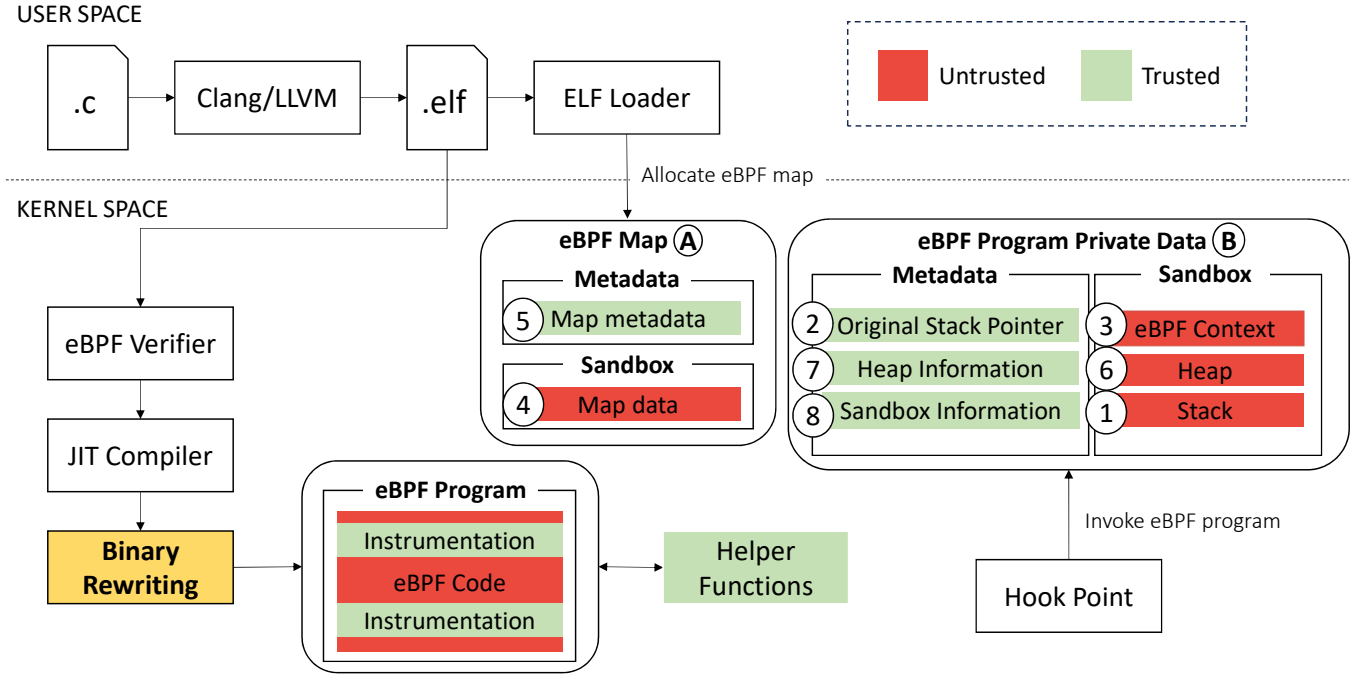 USER SPACE
.c
Clang/LLVM
.elf
ELF Loader
Untrusted
Trusted
Allocate eBPF map
KERNEL SPACE
eBPF Map A
Metadata
5 Map metadata
Sandbox
4 Map data
eBPF Program Private Data B
Metadata
2 Original Stack Pointer
7 Heap Information
8 Sandbox Information
Sandbox
3 eBPF Context
6 Heap
1 Stack
eBPF Verifier
JIT Compiler
Binary
Rewriting
eBPF Program
Instrumentation
eBPF Code
Instrumentation
Helper
Functions
Invoke eBPF program
Hook Point